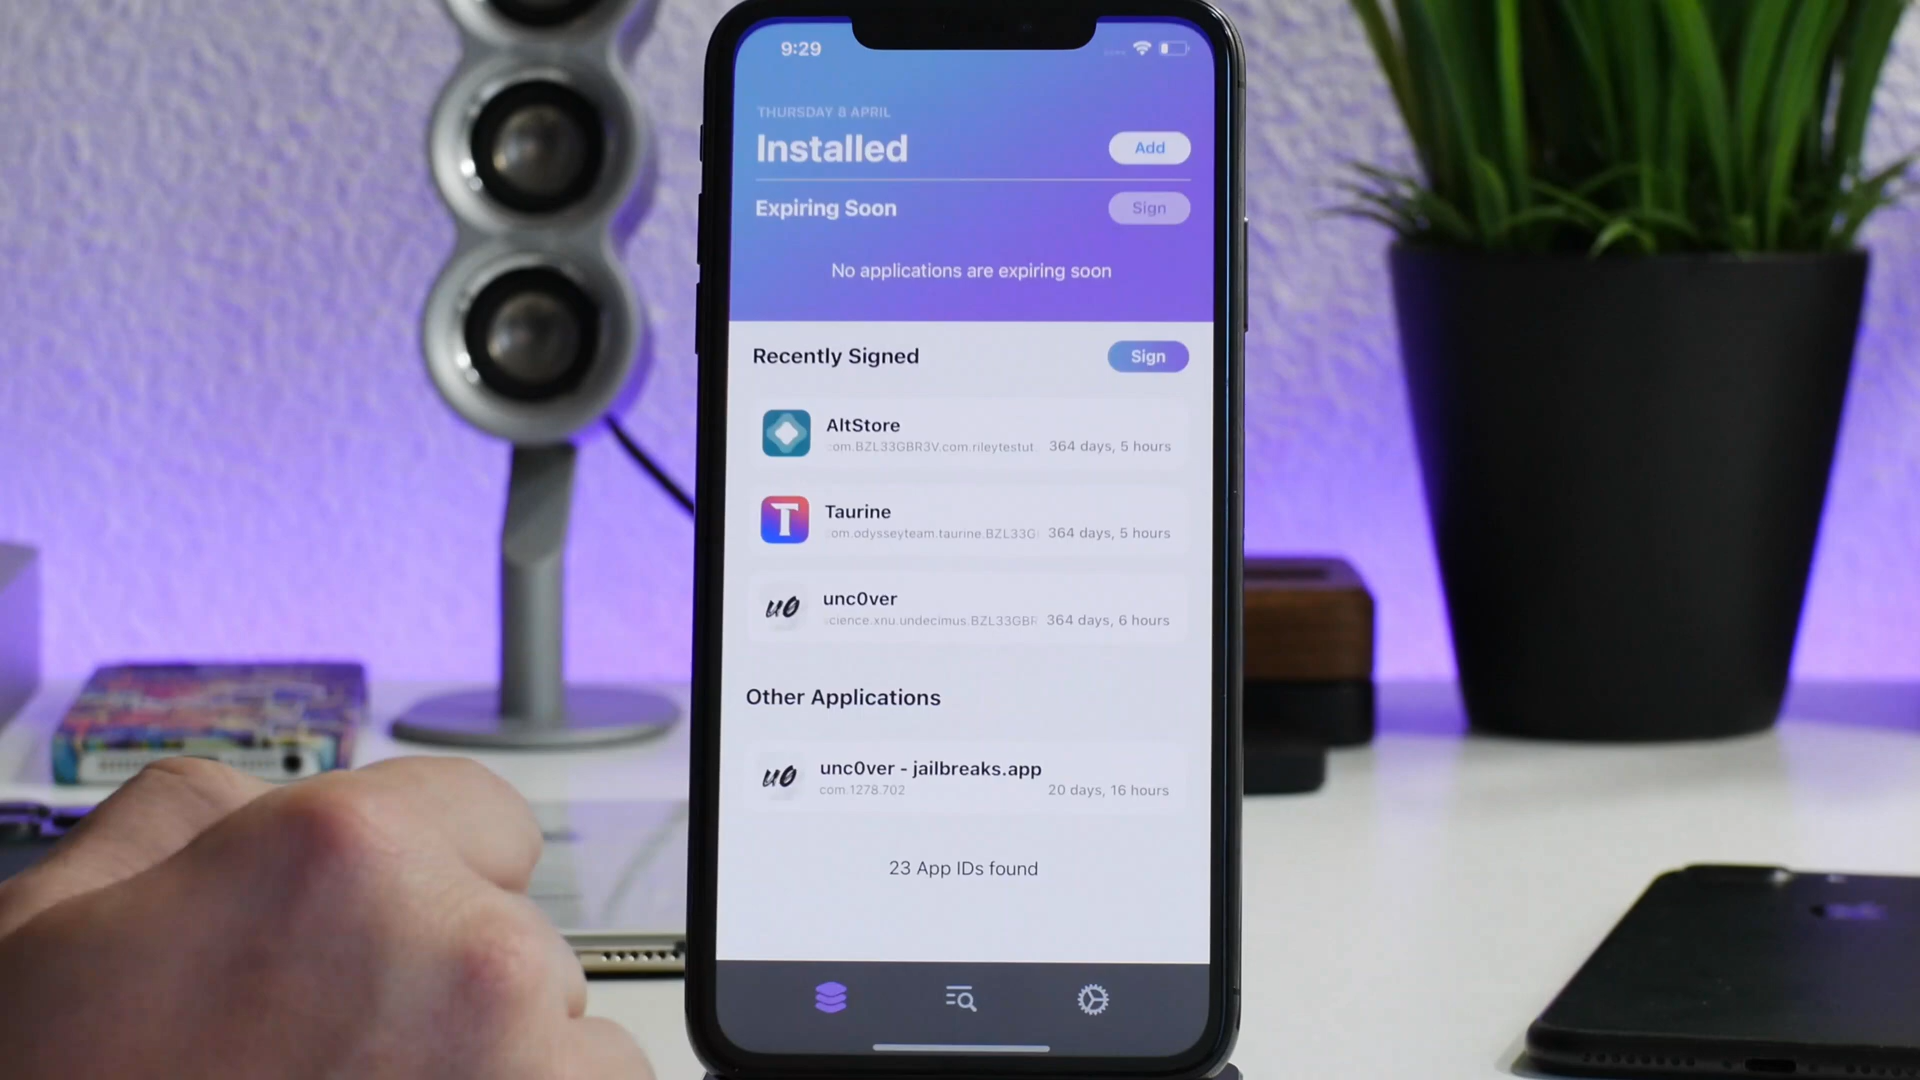 9:29
THURSDAY 8 APRIL
Installed
Add
Expiring Soon
Sign
No applications are expiring soon
Recently Signed
Sign
AltStore
com.BZL33GBR3V.com.rileytestut.
364 days, 5 hours
T
Taurine
com.odysseyteam.taurine.BZL33G
364 days, 5 hours
u0
unc0ver
science.xnu.undecimus.BZL33GBR
364 days, 6 hours
Other Applications
u0
unc0ver - jailbreaks.app
com.1278.702
20 days, 16 hours
23 App IDs found